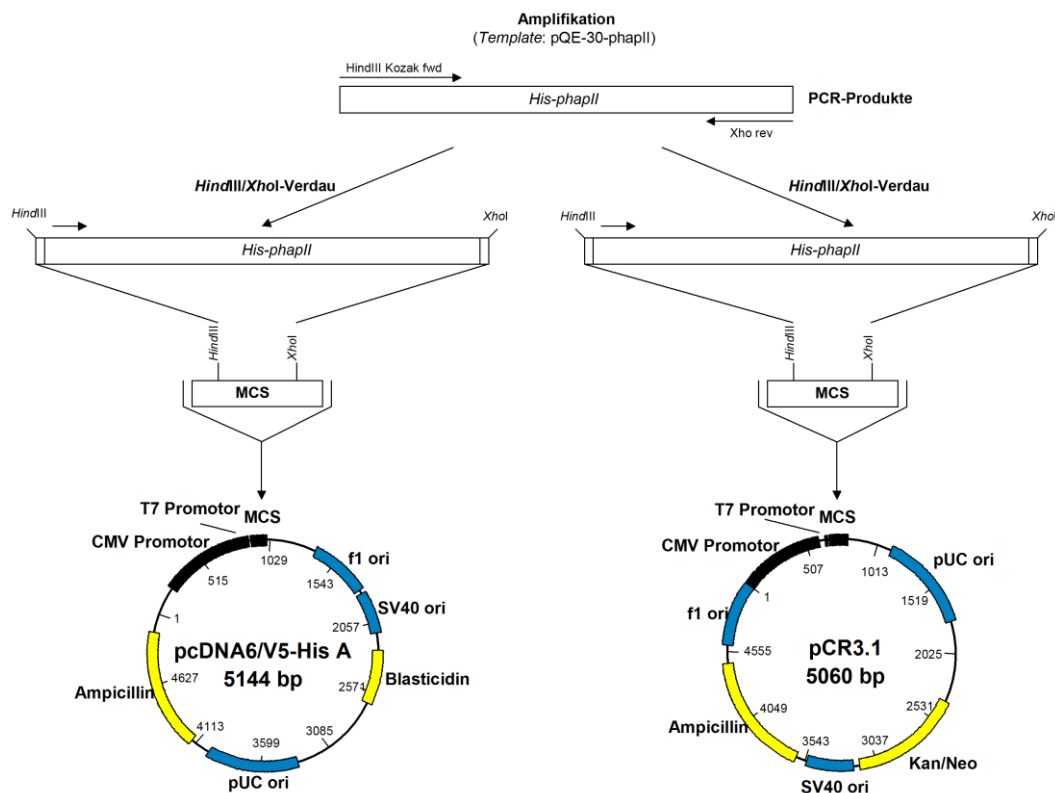 Amplifikation
(Template: pQE-30-phapII)
HindIII Kozak fwd
His-phapII
PCR-Produkte
Xho rev
HindIII/XhoI-Verdau
HindIII/XhoI-Verdau
HindIII
XhoI
HindIII
XhoI
His-phapII
His-phapII
HindIII
XhoI
HindIII
XhoI
MCS
MCS
T7 Promotor
MCS
CMV Promotor
1029
f1 ori
515
1543
SV40 ori
1
2057
pcDNA6/V5-His A
5144 bp
4627
2571
Blasticidin
Ampicillin
4113
3085
3599
pUC ori
T7 Promotor
MCS
CMV Promotor
507
1013
pUC ori
1
1519
f1 ori
4555
pCR3.1
2025
5060 bp
4049
2531
Ampicillin
3543
3037
Kan/Neo
SV40 ori